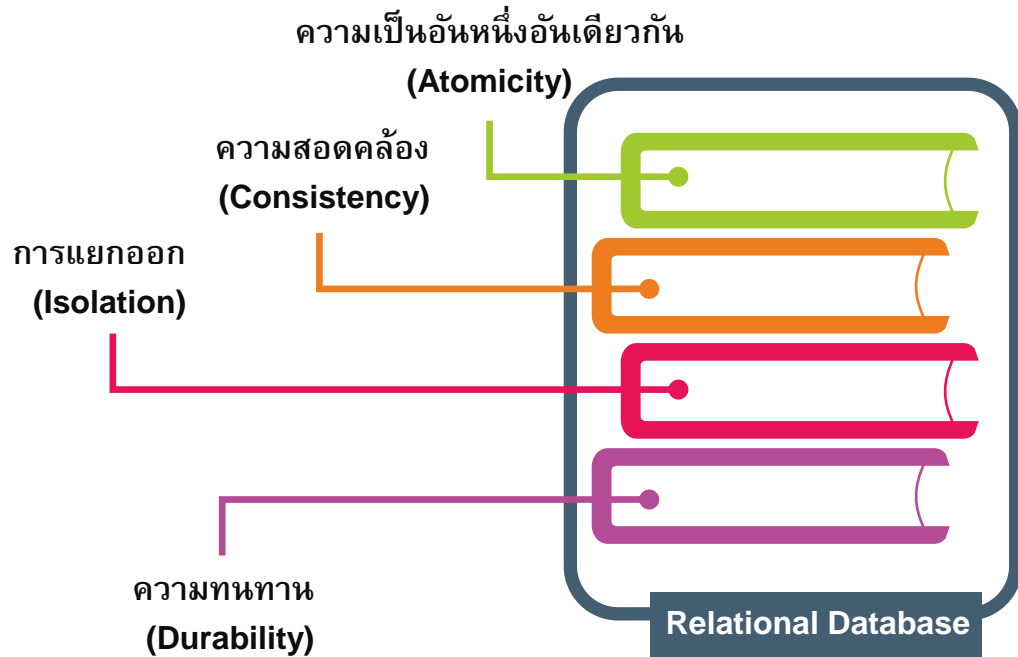 ความเป็นอันหนึ่งอันเดียวกัน
(Atomicity)
ความสอดคล้อง
(Consistency)
การแยกออก
(Isolation)
ความทนทาน
(Durability)
Relational Database